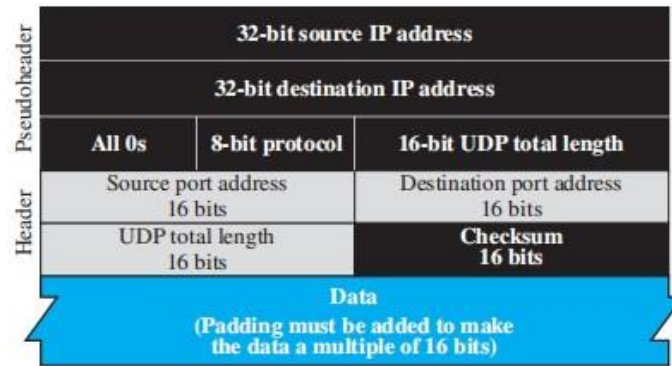 Pseudoheader
32-bit source IP address
32-bit destination IP address
All 0s 8-bit protocol 16-bit UDP total length
Header
Source port address Destination port address
16 bits 16 bits
UDP total length Checksum
16 bits 16 bits
Data
(Padding must be added to make
the data a multiple of 16 bits)